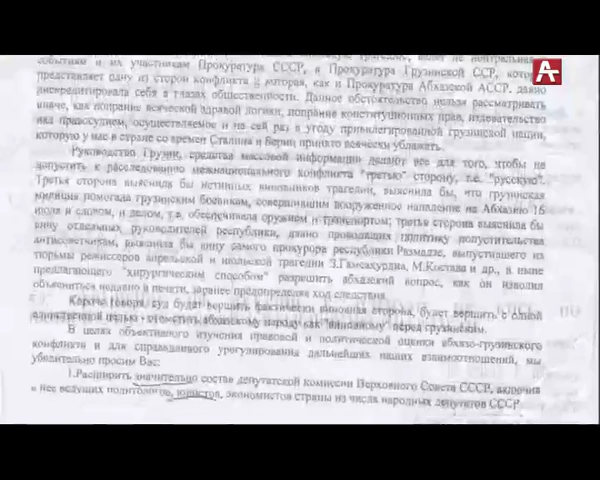 событиям и их участникам Прокуратура СССР, а Прокуратура Грузинской ССР, которая
представляет одну из сторон конфликта и которая, как и Прокуратура Абхазской АССР, давно
дискредитировала себя в глазах общественности. Данное обстоятельство нельзя рассматривать
иначе, как попрание всяческой здравой логики, попрание конституционных прав, издевательство
над правосудием, осуществляемое и на сей раз в угоду привилегированной грузинской нации,
которую у нас в стране со времен Сталина и Берии принято всячески ублажать.
Руководство Грузии, средства массовой информации делают все для того, чтобы не
допустить к расследованию межнационального конфликта "третью" сторону, т.е. "русскую".
Третья сторона выяснила бы истинных виновников трагедии, выяснила бы, что грузинская
милиция помогала грузинским боевикам, совершившим вооруженное нападение на Абхазию 16
июля и словом, и делом, т.е. обеспечивала оружием и транспортом; третья сторона выяснила бы
вину отдельных руководителей республики, давно проводящих политику попустительства
антисоветчикам, выяснила бы вину самого прокурора республики Размадзе, выпустившего из
тюрьмы режиссеров апрельской и июльской трагедии З.Гамсахурдиа, М.Костава и др., а ныне
предлагающего "хирургическим способом" разрешить абхазский вопрос, как он изволил
объясниться недавно в печати, заранее предопределяя ход следствия.
Короче говоря, суд будет вершить фактически виновная сторона, будет вершить с одной
единственной целью - отомстить абхазскому народу как "виновному" перед грузинским.
В целях объективного изучения правовой и политической оценки абхазо-грузинского
конфликта и для справедливого урегулирования дальнейших наших взаимоотношений, мы
убедительно просим Вас:
1.Расширить значительно состав депутатской комиссии Верховного Совета СССР, включив
в нее ведущих политологов, юристов, экономистов страны из числа народных депутатов СССР.